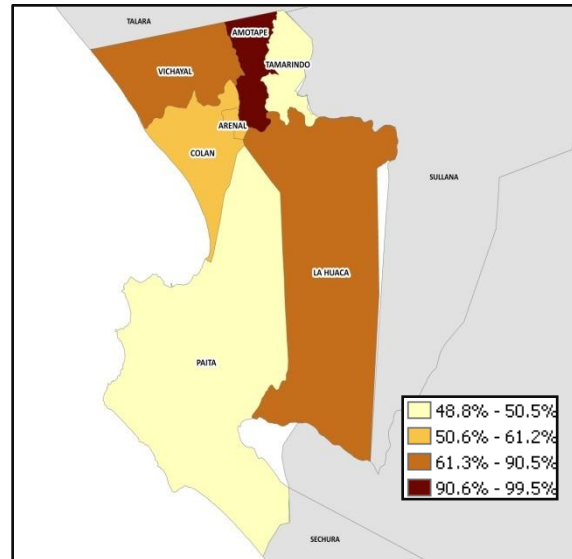 TALARA
AMOTAPE
TAMARINDO
VICHAYAL
ARENAL
COLAN
SULLANA
LA HUACA
PAITA
48.8% - 50.5%
50.6% - 61.2%
61.3% - 90.5%
90.6% - 99.5%
SECHURA